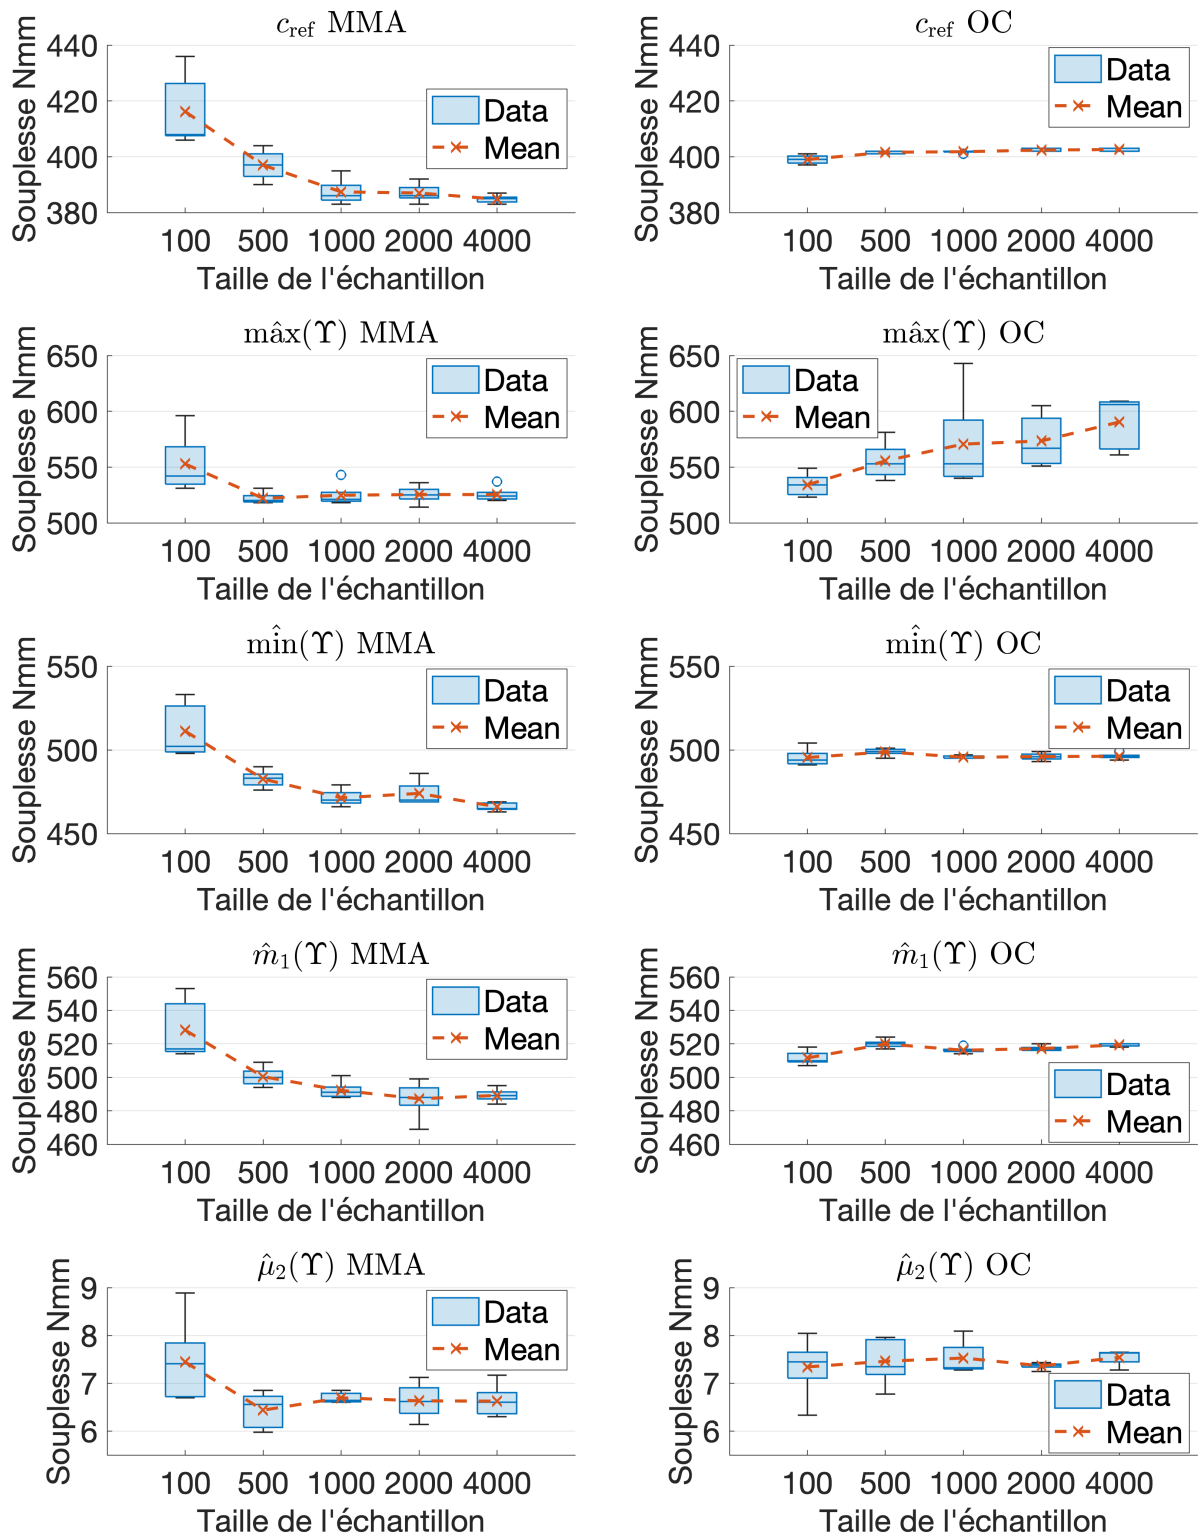 c_ref MMA
Souplesse Nmm
440
420
400
380
100 500 1000 2000 4000
Taille de l'échantillon
Data
Mean
c_ref OC
Souplesse Nmm
440
420
400
380
100 500 1000 2000 4000
Taille de l'échantillon
Data
Mean
mâx(ϒ) MMA
Souplesse Nmm
650
600
550
500
100 500 1000 2000 4000
Taille de l'échantillon
Data
Mean
mâx(ϒ) OC
Souplesse Nmm
650
600
550
500
100 500 1000 2000 4000
Taille de l'échantillon
Data
Mean
mîn(ϒ) MMA
Souplesse Nmm
550
500
450
100 500 1000 2000 4000
Taille de l'échantillon
Data
Mean
mîn(ϒ) OC
Souplesse Nmm
550
500
450
100 500 1000 2000 4000
Taille de l'échantillon
Data
Mean
m̂₁(ϒ) MMA
Souplesse Nmm
560
540
520
500
480
460
100 500 1000 2000 4000
Taille de l'échantillon
Data
Mean
m̂₁(ϒ) OC
Souplesse Nmm
560
540
520
500
480
460
100 500 1000 2000 4000
Taille de l'échantillon
Data
Mean
μ̂₂(ϒ) MMA
Souplesse Nmm
9
8
7
6
100 500 1000 2000 4000
Taille de l'échantillon
Data
Mean
μ̂₂(ϒ) OC
Souplesse Nmm
9
8
7
6
100 500 1000 2000 4000
Taille de l'échantillon
Data
Mean